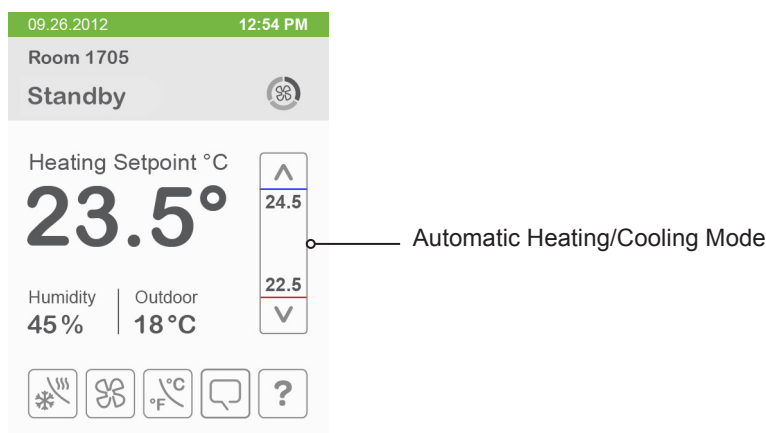 09.26.2012 12:54 PM
Room 1705
Standby
Heating Setpoint °C
23.5°
24.5
Automatic Heating/Cooling Mode
22.5
Humidity Outdoor
45% 18°C
°C
°F
?